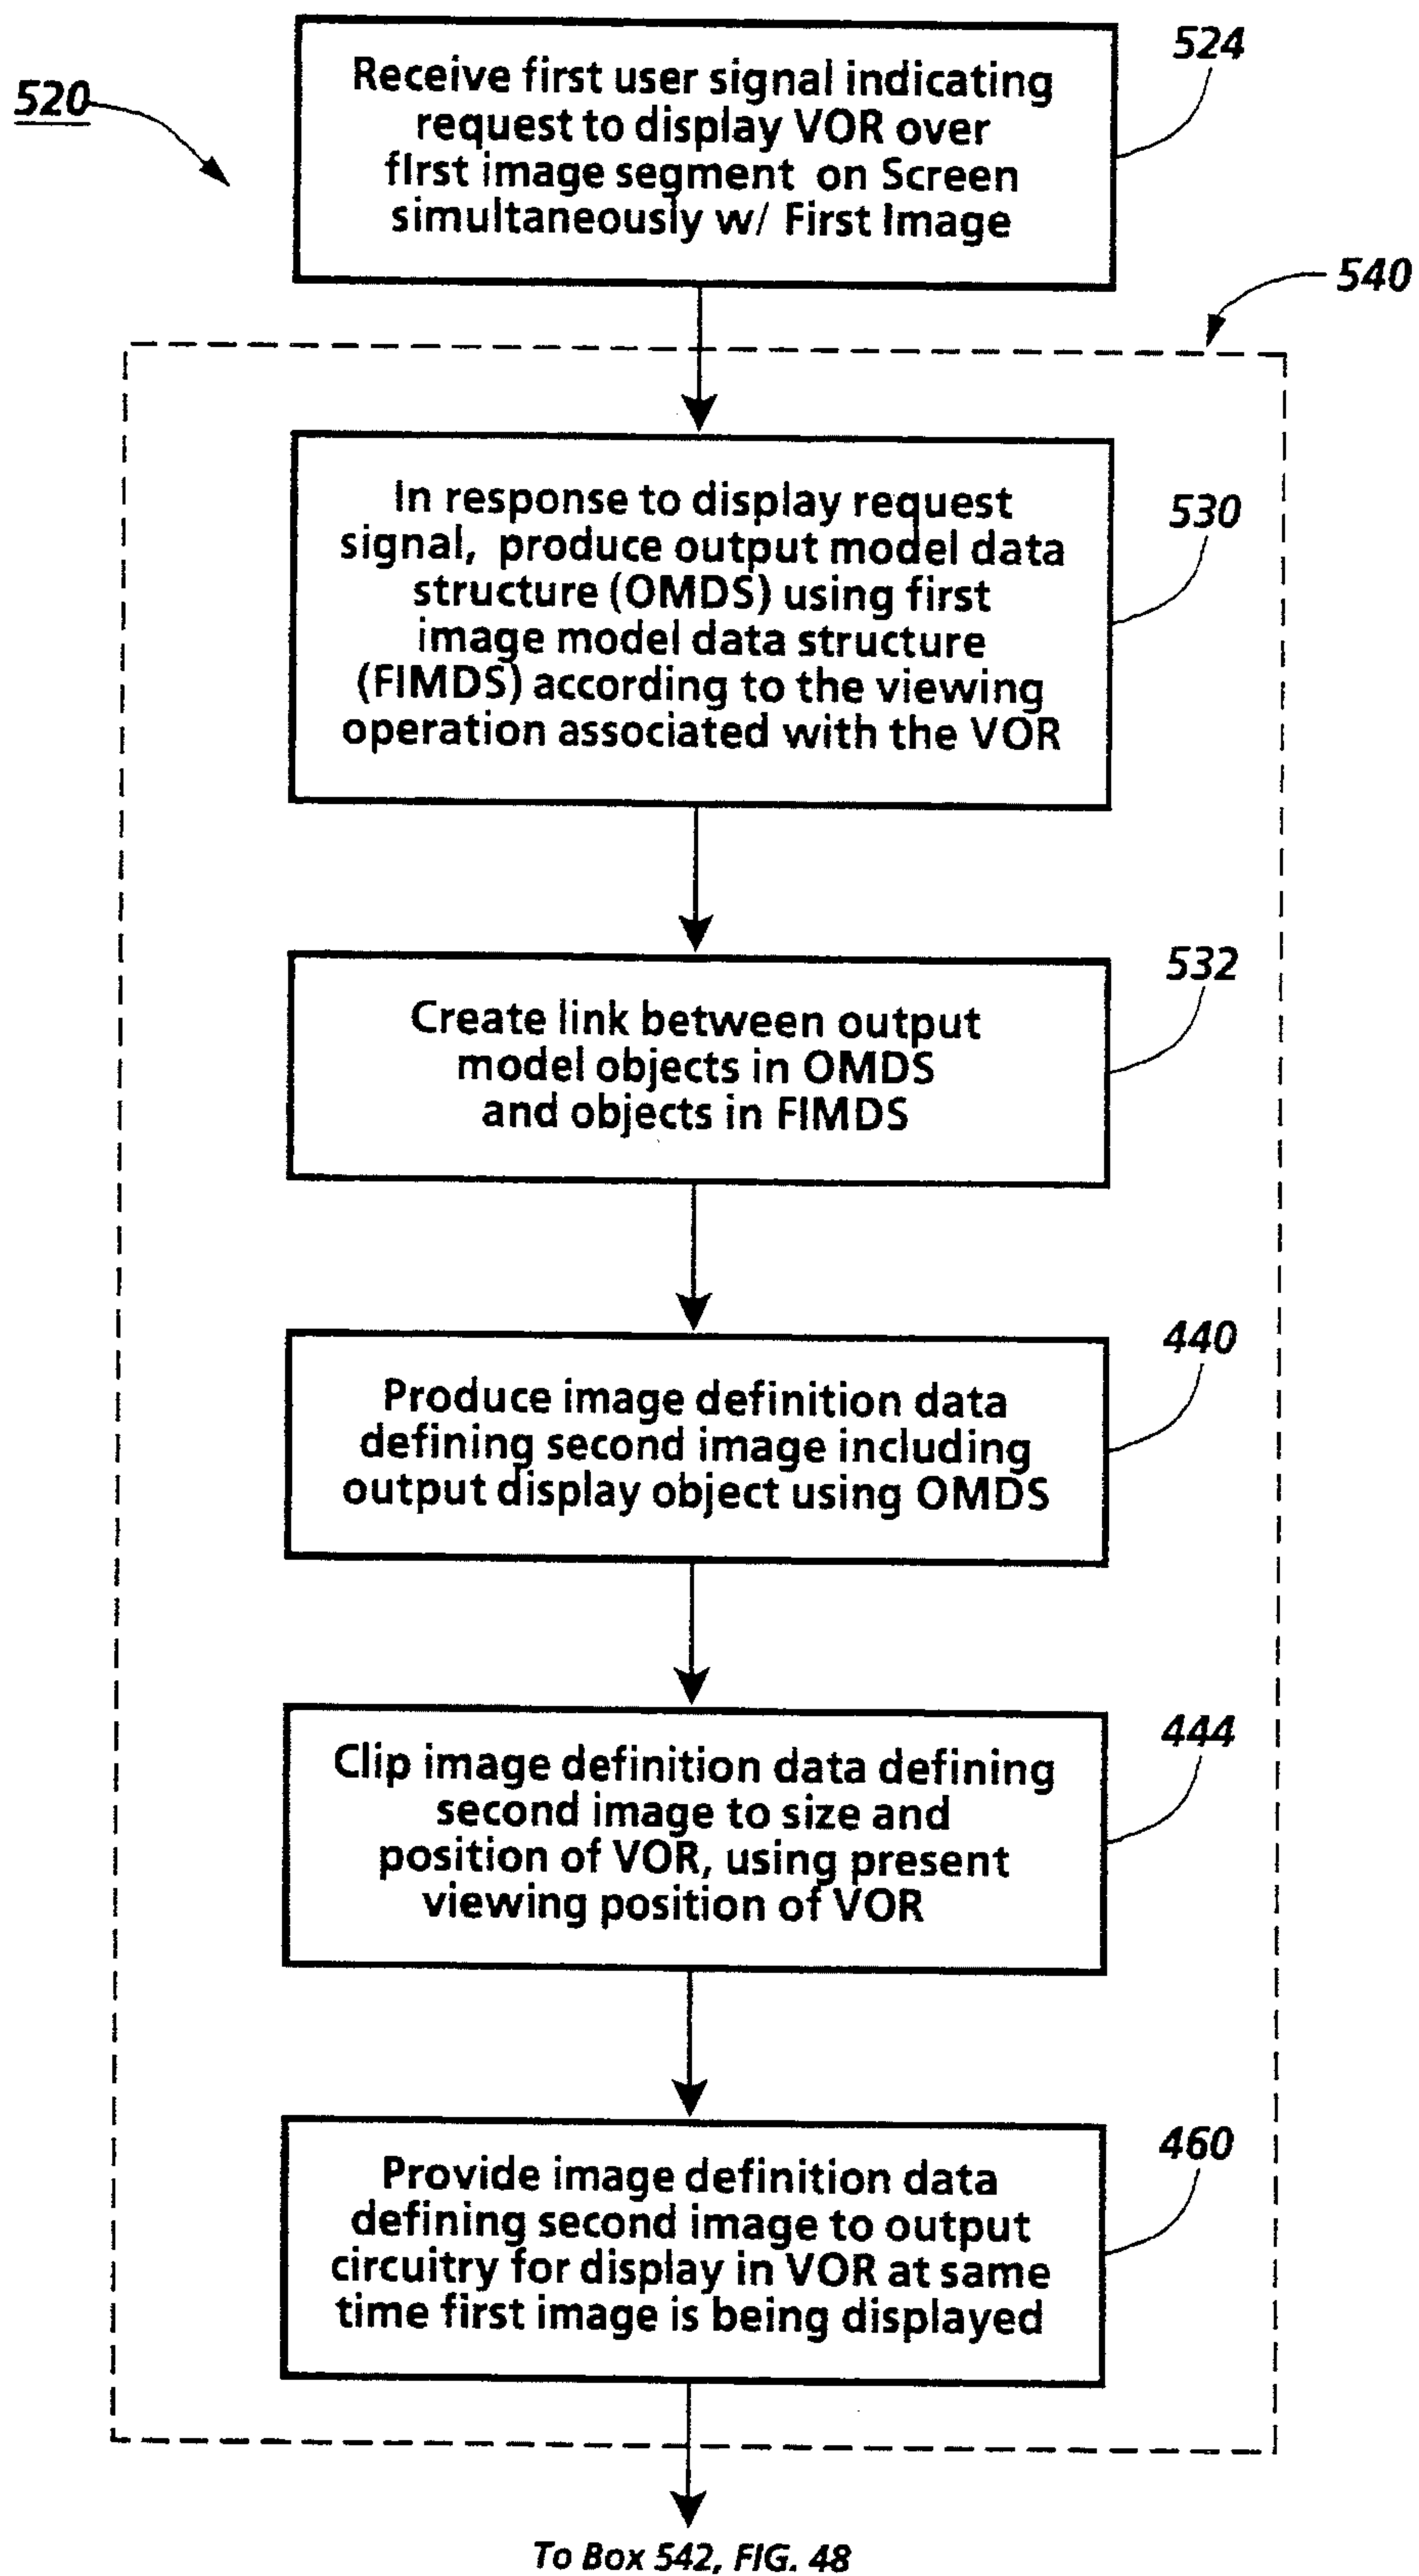 520
524
Receive first user signal indicating
request to display VOR over
first image segment on Screen
simultaneously w/ First Image
540
530
In response to display request
signal, produce output model data
structure (OMDS) using first
image model data structure
(FIMDS) according to the viewing
operation associated with the VOR
532
Create link between output
model objects in OMDS
and objects in FIMDS
440
Produce image definition data
defining second image including
output display object using OMDS
444
Clip image definition data defining
second image to size and
position of VOR, using present
viewing position of VOR
460
Provide image definition data
defining second image to output
circuitry for display in VOR at same
time first image is being displayed
To Box 542, FIG. 48